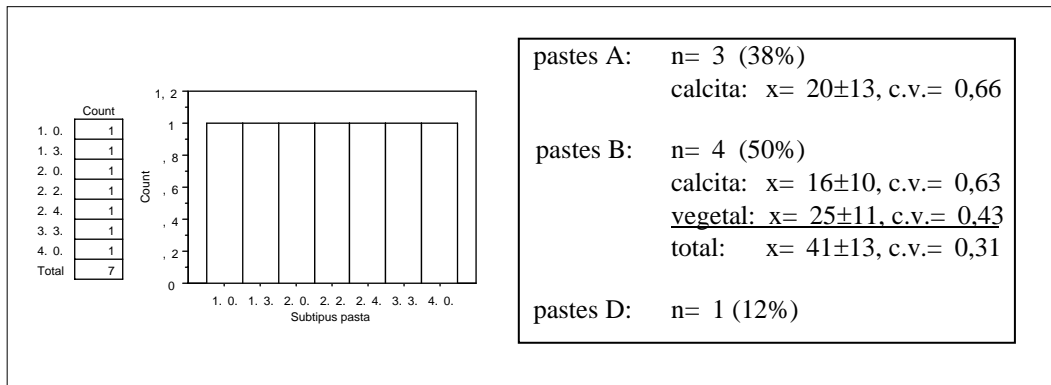 Count
1. 0. 1
1. 3. 1
2. 0. 1
2. 2. 1
2. 4. 1
3. 3. 1
4. 0. 1
Total 7
1, 2
1
, 8
, 6
, 4
, 2
0
Count
1. 0. 1. 3. 2. 0. 2. 2. 2. 4. 3. 3. 4. 0.
Subtipus pasta
pastes A: n= 3 (38%)
calcita: x= 20±13, c.v.= 0,66
pastes B: n= 4 (50%)
calcita: x= 16±10, c.v.= 0,63
vegetal: x= 25±11, c.v.= 0,43
total: x= 41±13, c.v.= 0,31
pastes D: n= 1 (12%)